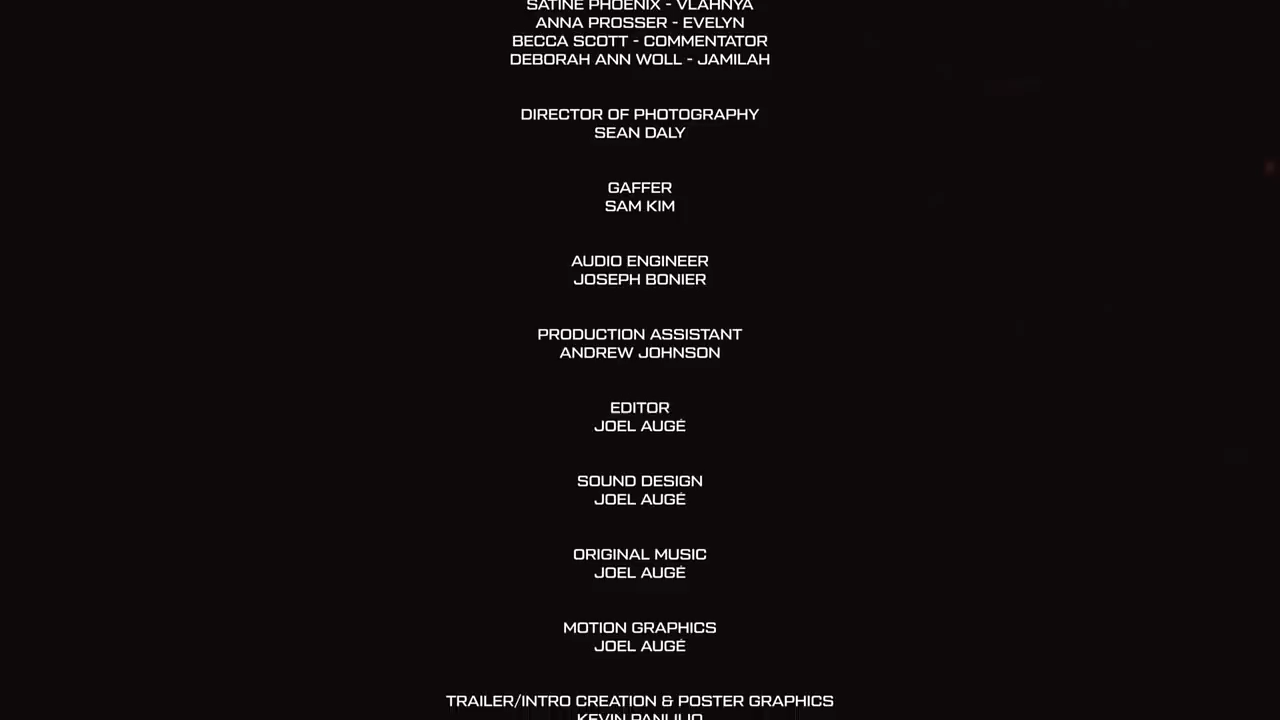 SATINE PHOENIX - VLAHNYA
ANNA PROSSER - EVELYN
BECCA SCOTT - COMMENTATOR
DEBORAH ANN WOLL - JAMILAH
DIRECTOR OF PHOTOGRAPHY
SEAN DALY
GAFFER
SAM KIM
AUDIO ENGINEER
JOSEPH BONIER
PRODUCTION ASSISTANT
ANDREW JOHNSON
EDITOR
JOEL AUGÉ
SOUND DESIGN
JOEL AUGÉ
ORIGINAL MUSIC
JOEL AUGÉ
MOTION GRAPHICS
JOEL AUGÉ
TRAILER/INTRO CREATION & POSTER GRAPHICS
KEVIN